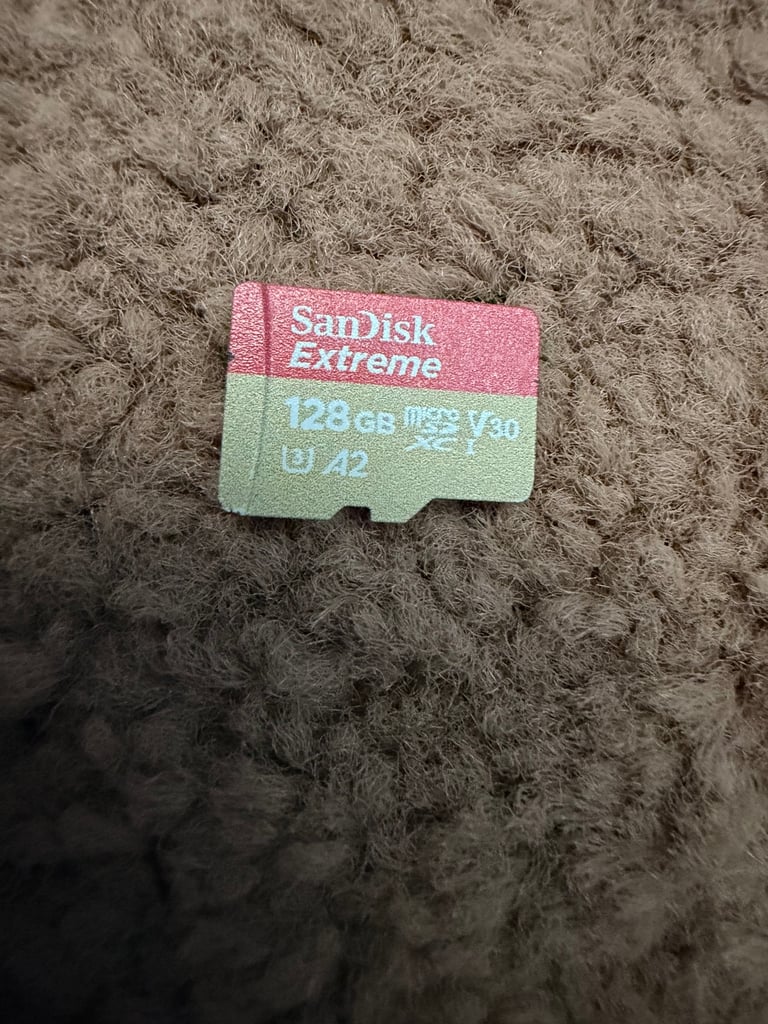 SanDisk
Extreme
128GB micro SD XC I V30
U3 A2